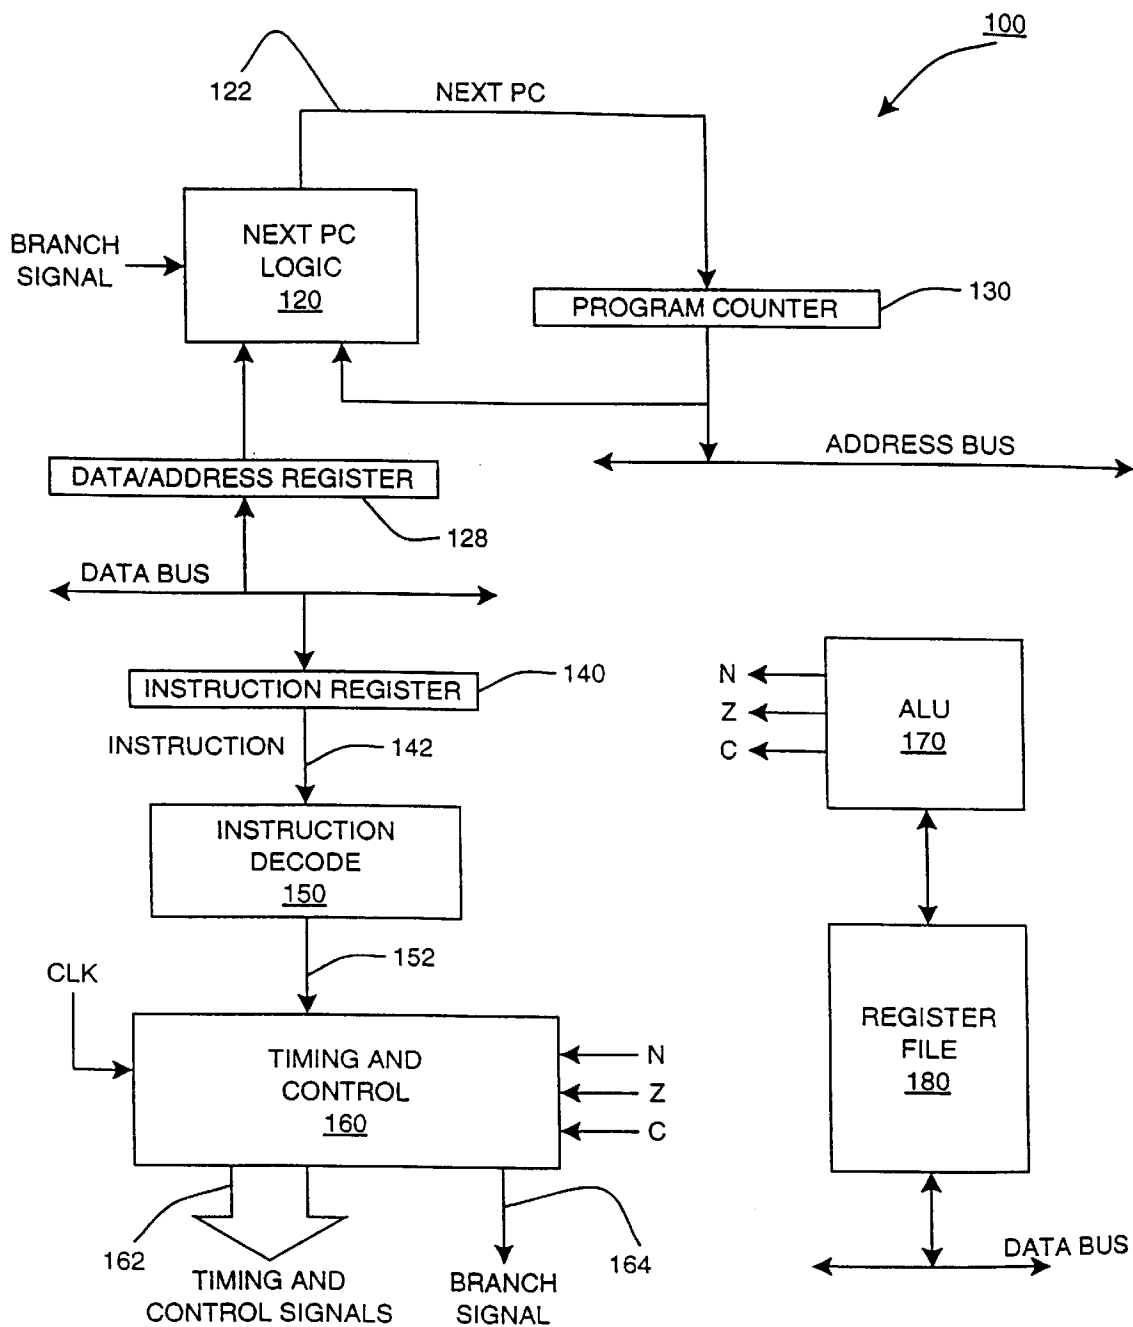 100
122
NEXT PC
NEXT PC
LOGIC
120
BRANCH
SIGNAL
PROGRAM COUNTER
130
ADDRESS BUS
DATA/ADDRESS REGISTER
128
DATA BUS
INSTRUCTION REGISTER
140
INSTRUCTION
142
INSTRUCTION
DECODE
150
152
CLK
TIMING AND
CONTROL
160
N
Z
C
162
TIMING AND
CONTROL SIGNALS
BRANCH
SIGNAL
164
N
Z
C
ALU
170
REGISTER
FILE
180
DATA BUS